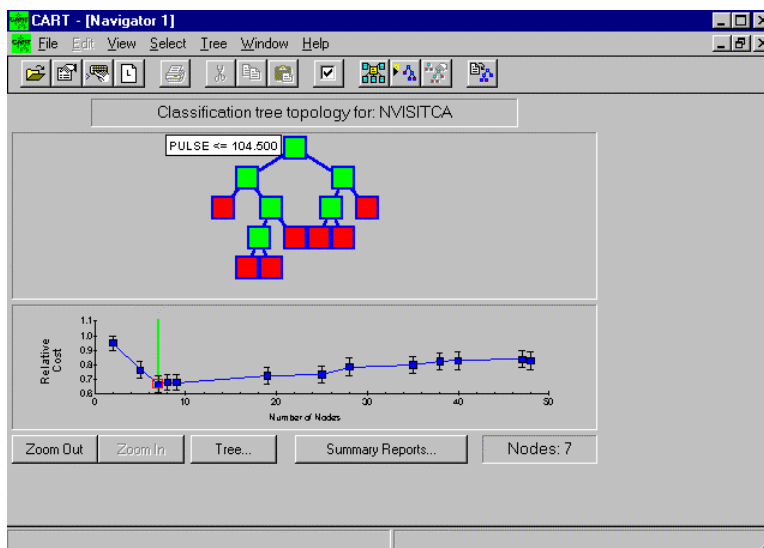 CART
CART - [Navigator 1]
CART
File Edit View Select Tree Window Help
Classification tree topology for: NVISITCA
PULSE <= 104.500
Relative
Cost
1.1
1.0
0.9
0.8
0.7
0.6
0 10 20 30 40 50
Number of Nodes
Zoom Out Zoom In Tree... Summary Reports... Nodes: 7